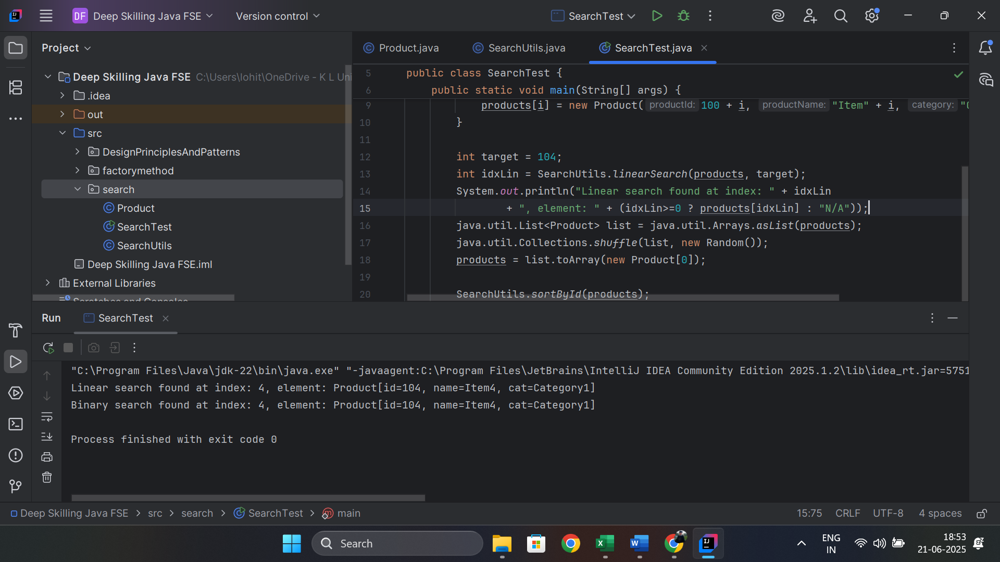 DF Deep Skilling Java FSE Version control SearchTest
Project
Deep Skilling Java FSE C:\Users\lohit\OneDrive - K L Uni
.idea
out
src
DesignPrinciplesAndPatterns
factorymethod
search
Product
SearchTest
SearchUtils
Deep Skilling Java FSE.iml
External Libraries
Scratches and Consoles
Product.java SearchUtils.java SearchTest.java
5 public class SearchTest {
6 public static void main(String[] args) {
9 products[i] = new Product( productId: 100 + i, productName: "Item" + i, category: "C
10 }
11
12 int target = 104;
13 int idxLin = SearchUtils.linearSearch(products, target);
14 System.out.println("Linear search found at index: " + idxLin
15 + ", element: " + (idxLin>=0 ? products[idxLin] : "N/A"));
16 java.util.List<Product> list = java.util.Arrays.asList(products);
17 java.util.Collections.shuffle(list, new Random());
18 products = list.toArray(new Product[0]);
19
20 SearchUtils.sortById(products);
Run SearchTest
"C:\Program Files\Java\jdk-22\bin\java.exe" "-javaagent:C:\Program Files\JetBrains\IntelliJ IDEA Community Edition 2025.1.2\lib\idea_rt.jar=5751
Linear search found at index: 4, element: Product[id=104, name=Item4, cat=Category1]
Binary search found at index: 4, element: Product[id=104, name=Item4, cat=Category1]
Process finished with exit code 0
Deep Skilling Java FSE > src > search > SearchTest > main 15:75 CRLF UTF-8 4 spaces
Search
ENG
IN
18:53
21-06-2025